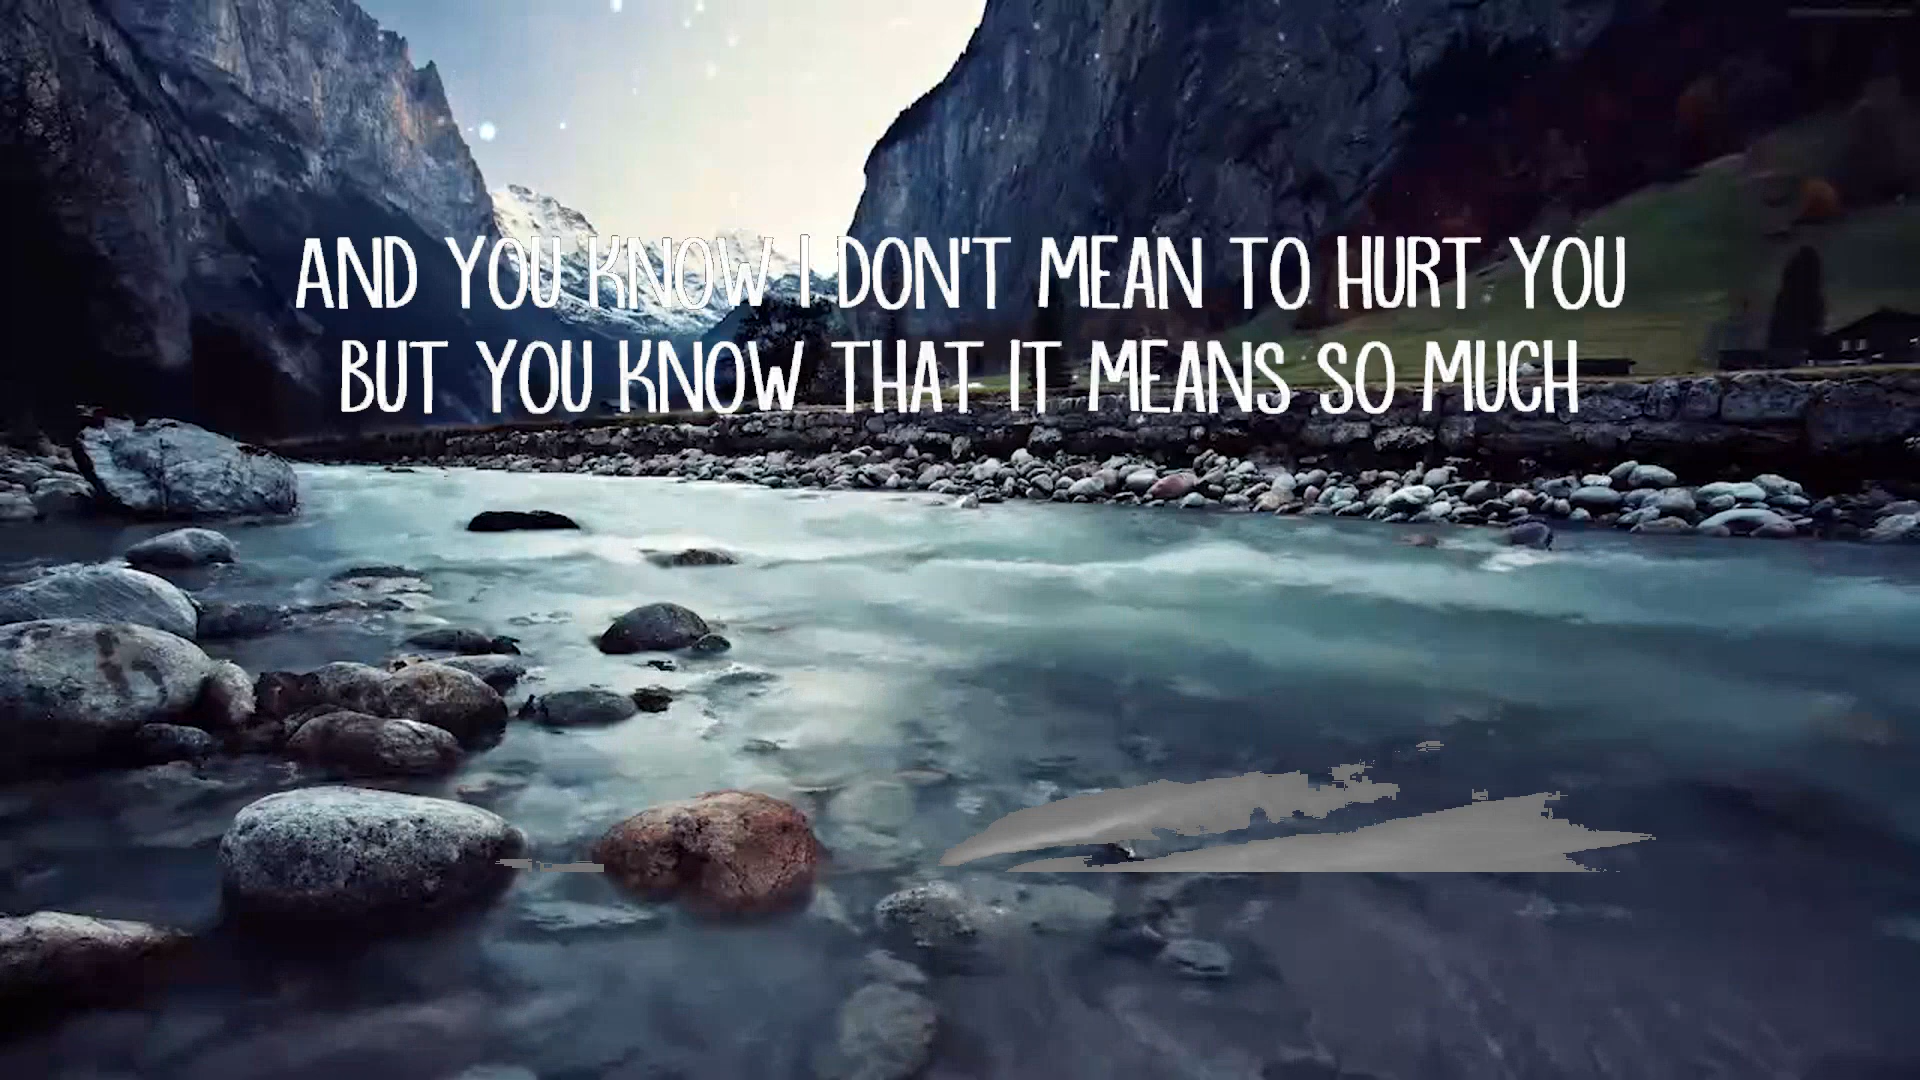 AND YOU KNOW I DON'T MEAN TO HURT YOU
BUT YOU KNOW THAT IT MEANS SO MUCH